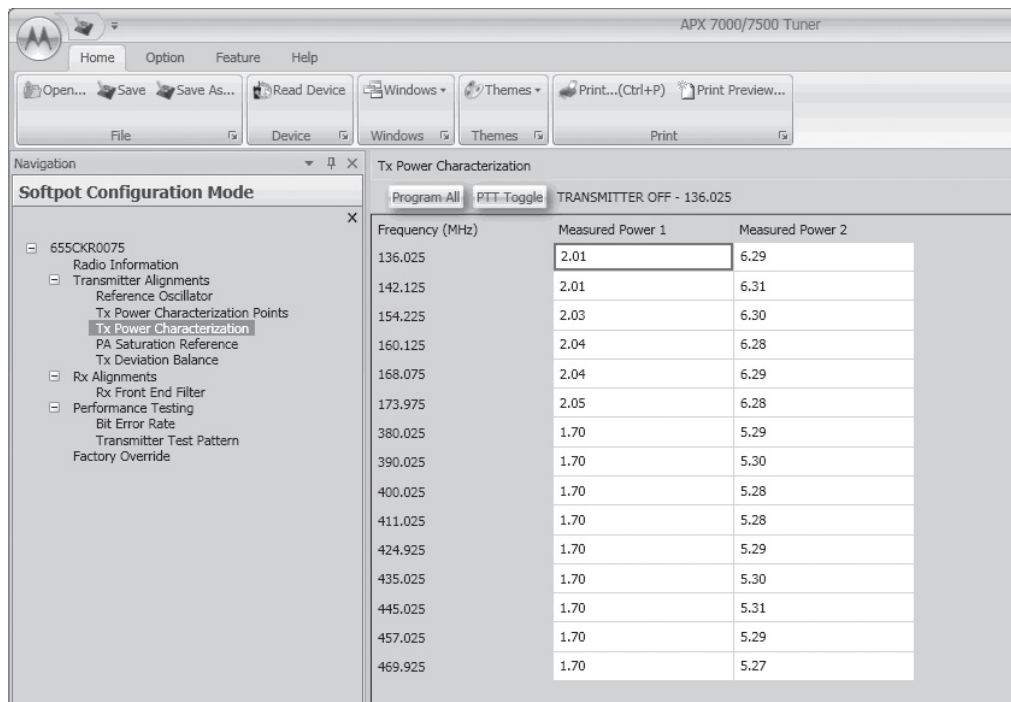 APX 7000/7500 Tuner
Home Option Feature Help
Open... Save Save As... Read Device Windows Themes Print...(Ctrl+P) Print Preview...
File Device Windows Themes Print
Navigation
Softpot Configuration Mode
655CKR0075
Radio Information
Transmitter Alignments
Reference Oscillator
Tx Power Characterization Points
Tx Power Characterization
PA Saturation Reference
Tx Deviation Balance
Rx Alignments
Rx Front End Filter
Performance Testing
Bit Error Rate
Transmitter Test Pattern
Factory Override
Tx Power Characterization
Program All PTT Toggle TRANSMITTER OFF - 136.025
Frequency (MHz) Measured Power 1 Measured Power 2
136.025 2.01 6.29
142.125 2.01 6.31
154.225 2.03 6.30
160.125 2.04 6.28
168.075 2.04 6.29
173.975 2.05 6.28
380.025 1.70 5.29
390.025 1.70 5.30
400.025 1.70 5.28
411.025 1.70 5.28
424.925 1.70 5.29
435.025 1.70 5.30
445.025 1.70 5.31
457.025 1.70 5.29
469.925 1.70 5.27